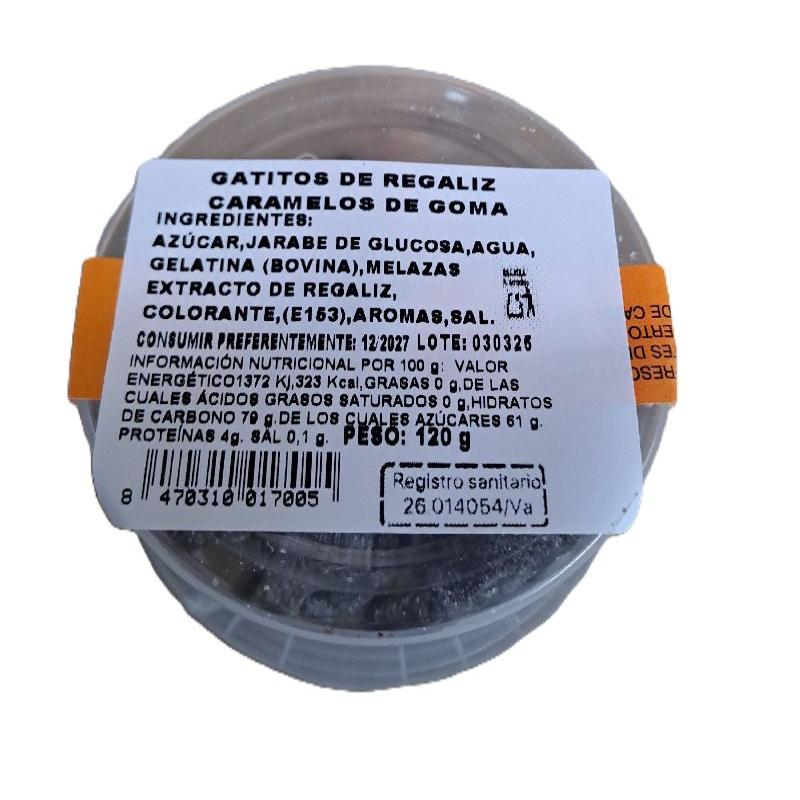 GATITOS DE REGALIZ
CARAMELOS DE GOMA
INGREDIENTES:
AZÚCAR,JARABE DE GLUCOSA,AGUA,
GELATINA (BOVINA),MELAZAS
EXTRACTO DE REGALIZ,
COLORANTE,(E153),AROMAS,SAL.
CONSUMIR PREFERENTEMENTE: 12/2027 LOTE: 030325
INFORMACIÓN NUTRICIONAL POR 100 g: VALOR
ENERGÉTICO1372 Kj,323 Kcal,GRASAS 0 g,DE LAS
CUALES ÁCIDOS GRASOS SATURADOS 0 g,HIDRATOS
DE CARBONO 79 g.DE LOS CUALES AZÚCARES 61 g.
PROTEÍNAS 4g. SAL 0,1 g. PESO: 120 g
8 470310 017005
Registro sanitario
26.014054/Va
DE CA